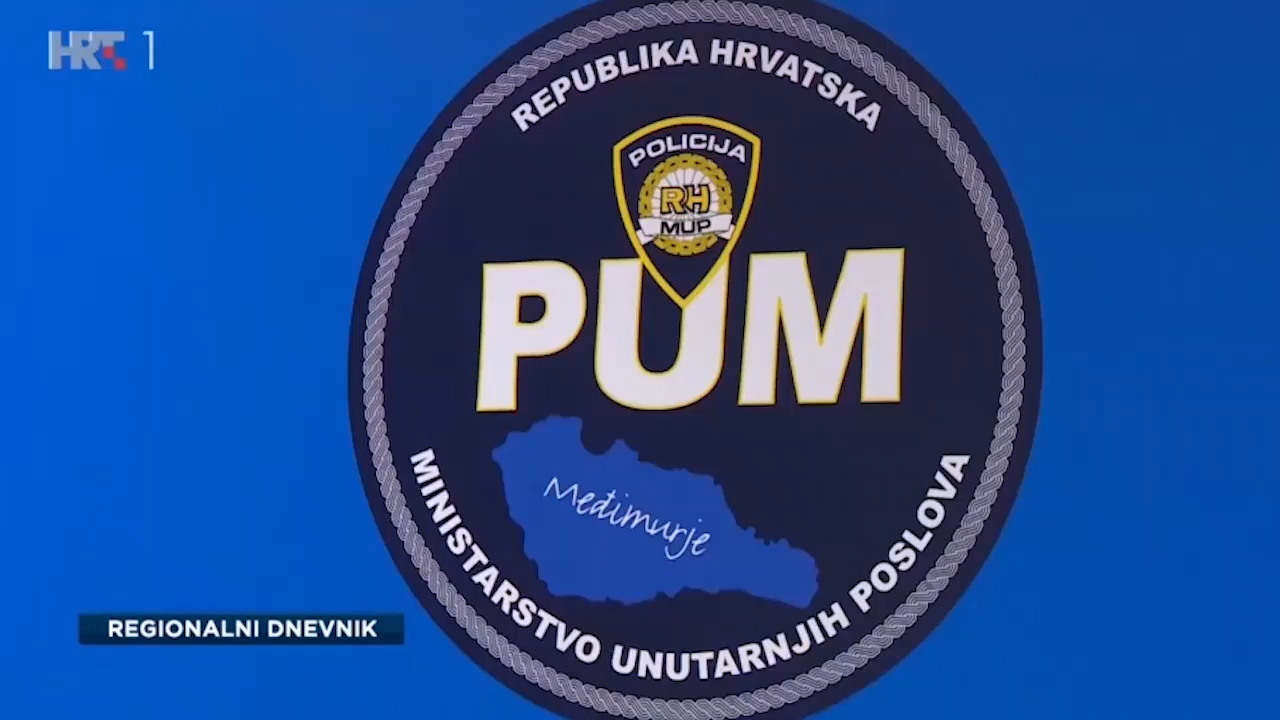 HRT 1
REPUBLIKA HRVATSKA
POLICIJA
RH
MUP
PUM
Međimurje
MINISTARSTVO UNUTARNJIH POSLOVA
REGIONALNI DNEVNIK